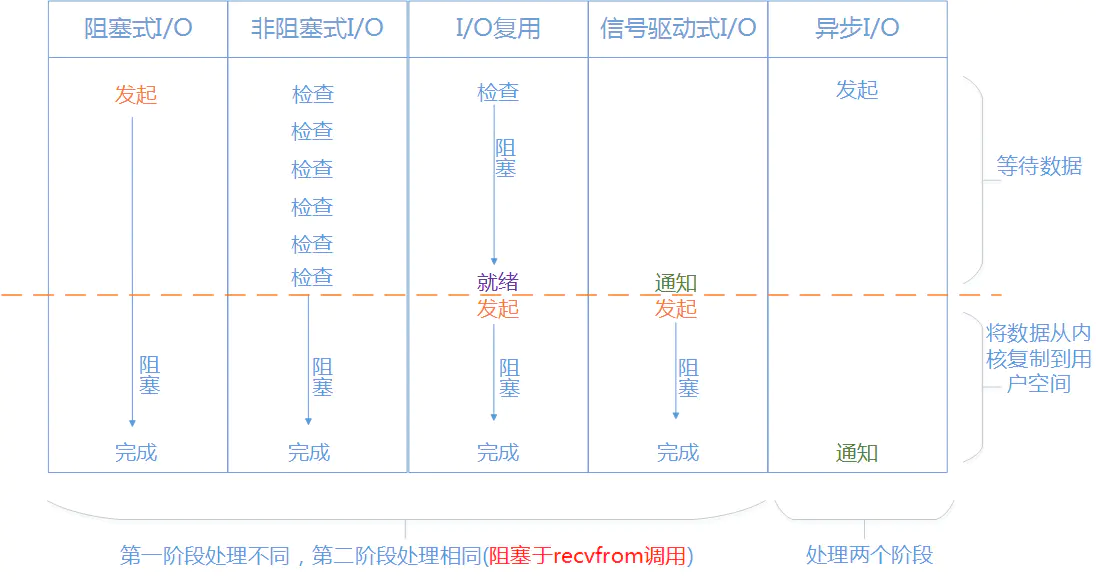 阻塞式I/O 非阻塞式I/O I/O复用 信号驱动式I/O 异步I/O
发起 检查 检查 发起
检查
阻塞
检查
等待数据
检查
检查
检查 就绪 通知
发起 发起
将数据从内
核复制到用
户空间
阻塞 阻塞 阻塞 阻塞
完成 完成 完成 完成 通知
第一阶段处理不同，第二阶段处理相同(阻塞于recvfrom调用) 处理两个阶段